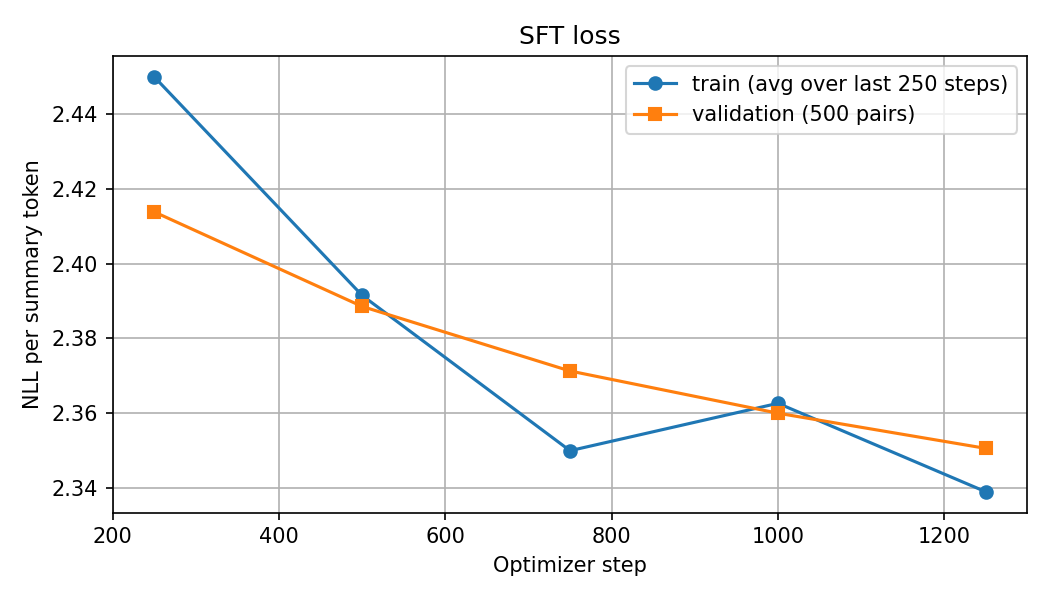 SFT loss
train (avg over last 250 steps)
validation (500 pairs)
NLL per summary token
2.44
2.42
2.40
2.38
2.36
2.34
200 400 600 800 1000 1200
Optimizer step